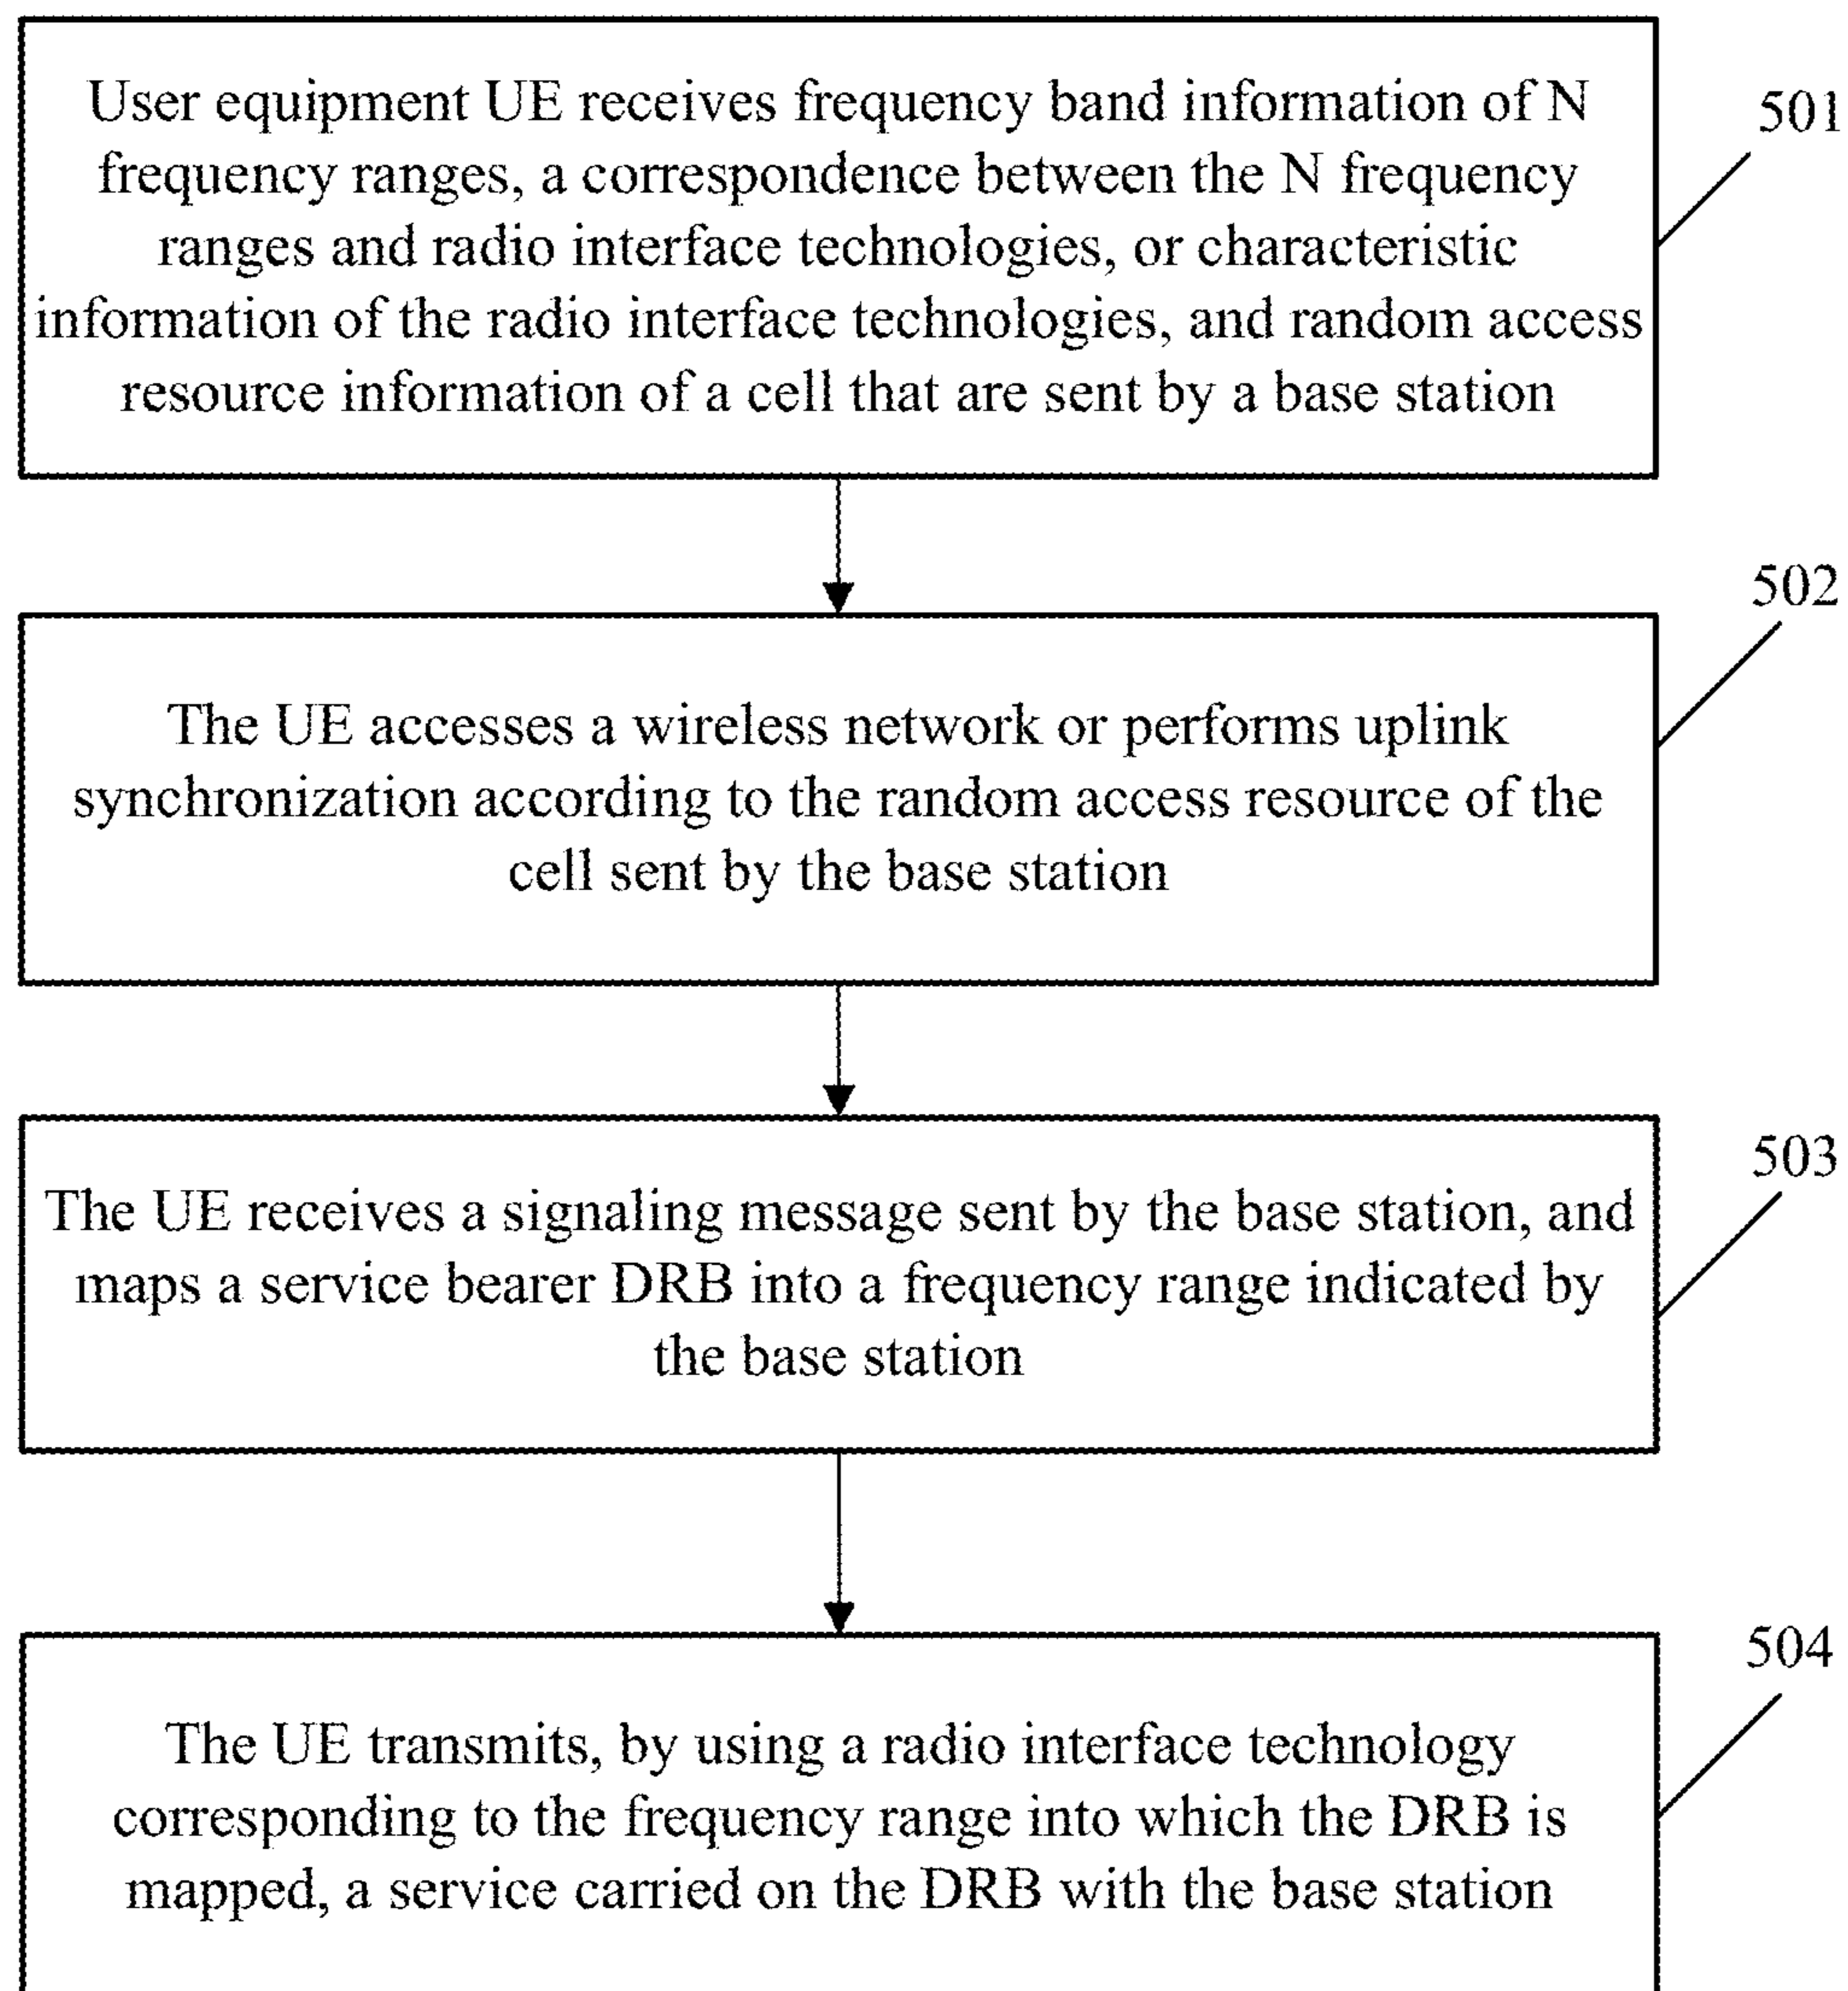 User equipment UE receives frequency band information of N
frequency ranges, a correspondence between the N frequency
ranges and radio interface technologies, or characteristic
information of the radio interface technologies, and random access
resource information of a cell that are sent by a base station
501
The UE accesses a wireless network or performs uplink
synchronization according to the random access resource of the
cell sent by the base station
502
The UE receives a signaling message sent by the base station, and
maps a service bearer DRB into a frequency range indicated by
the base station
503
The UE transmits, by using a radio interface technology
corresponding to the frequency range into which the DRB is
mapped, a service carried on the DRB with the base station
504